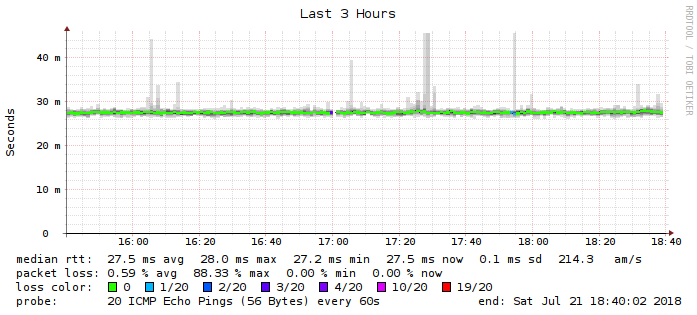 Last 3 Hours
RRDTOOL / TOBI OETIKER
Seconds
40 m
30 m
20 m
10 m
0
16:00 16:20 16:40 17:00 17:20 17:40 18:00 18:20 18:40
median rtt: 27.5 ms avg 28.0 ms max 27.2 ms min 27.5 ms now 0.1 ms sd 214.3 am/s
packet loss: 0.59 % avg 88.33 % max 0.00 % min 0.00 % now
loss color: 0 1/20 2/20 3/20 4/20 10/20 19/20
probe: 20 ICMP Echo Pings (56 Bytes) every 60s end: Sat Jul 21 18:40:02 2018